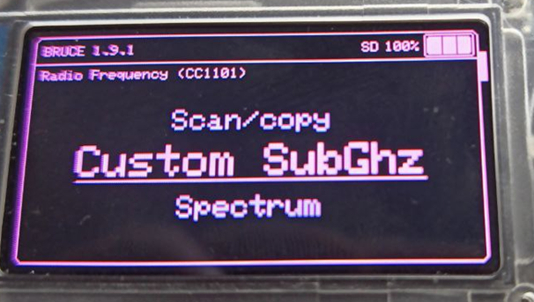 BRUCE 1.9.1
SD 100%
Radio Frequency (CC1101)
Scan/copy
Custom SubGhz
Spectrum